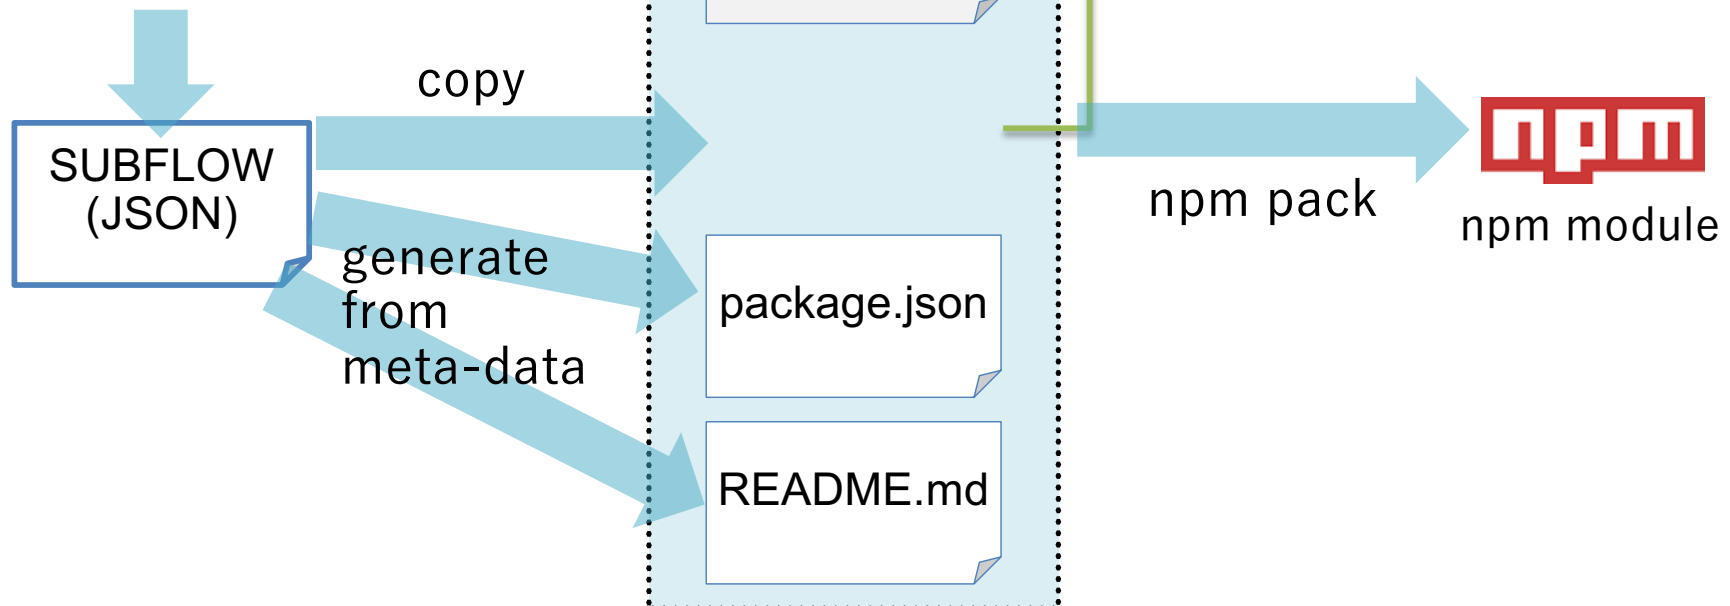 copy
SUBFLOW
(JSON)
generate
from
meta-data
package.json
README.md
npm pack
npm
npm module